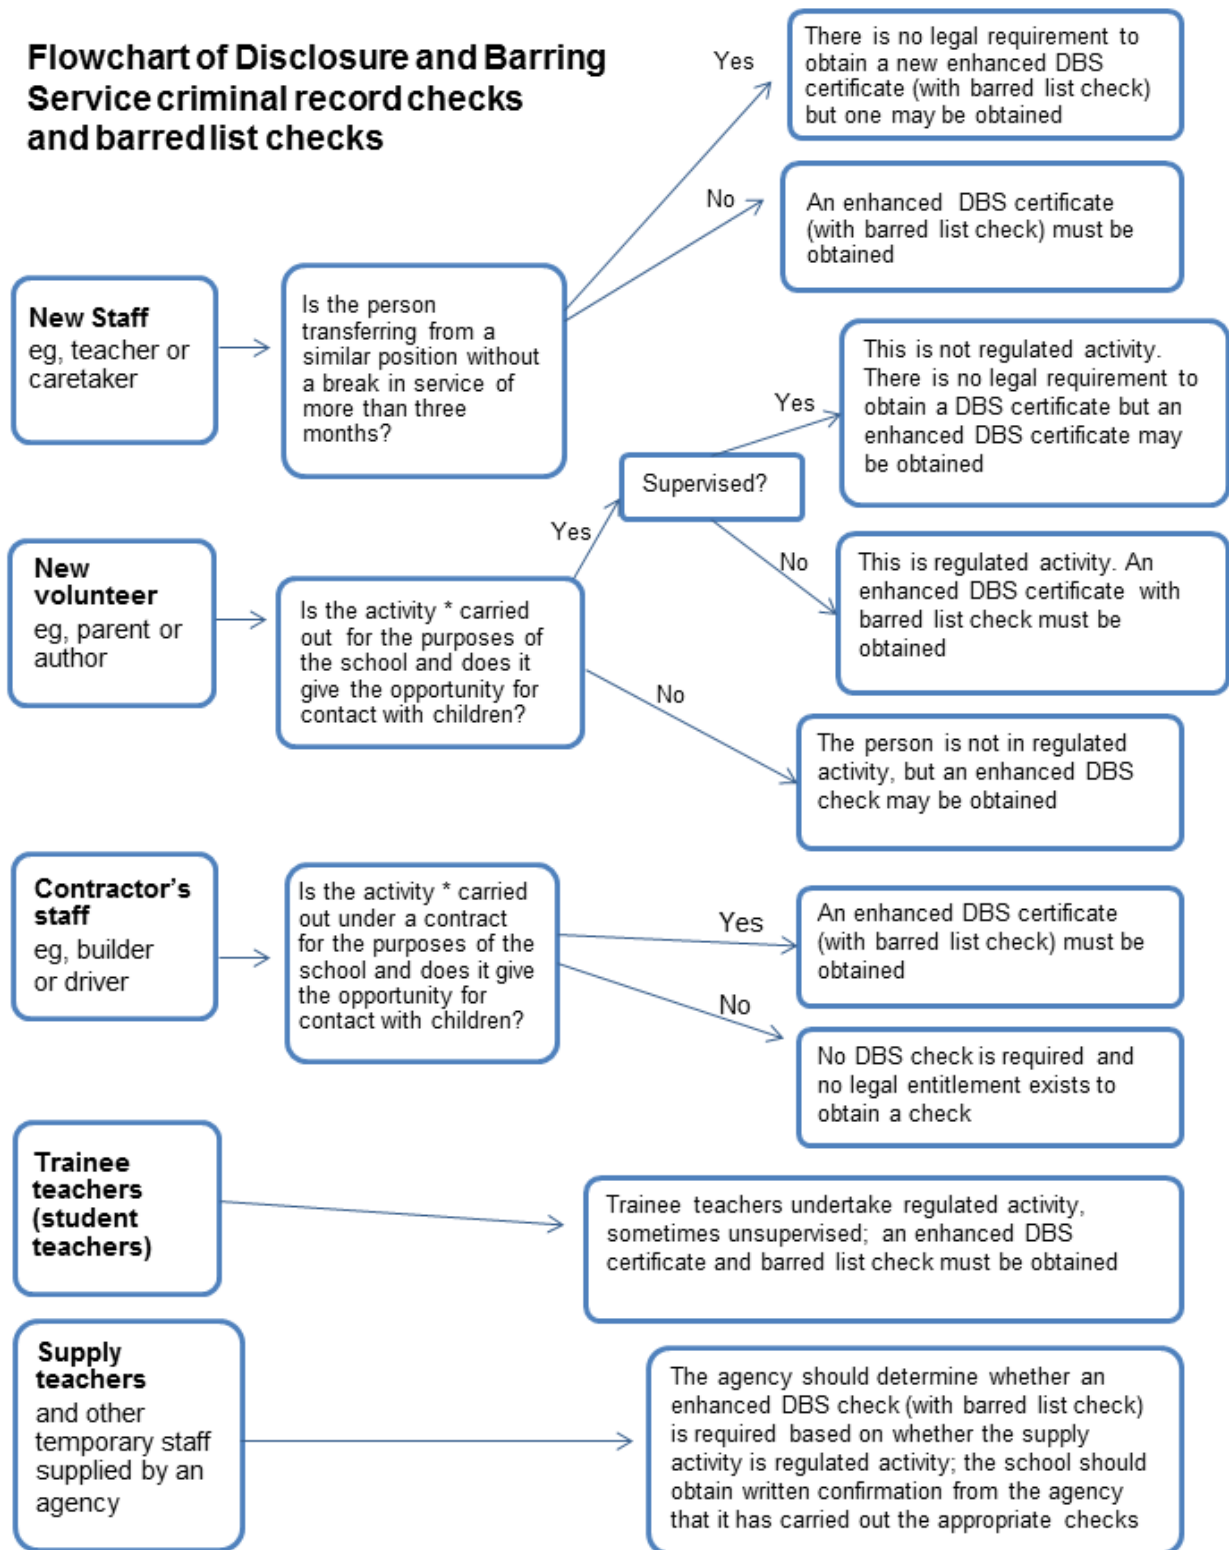 Flowchart of Disclosure and Barring
Service criminal record checks
and barred list checks
New Staff
eg, teacher or
caretaker
Is the person
transferring from a
similar position without
a break in service of
more than three
months?
Yes
There is no legal requirement to
obtain a new enhanced DBS
certificate (with barred list check)
but one may be obtained
No
An enhanced DBS certificate
(with barred list check) must be
obtained
New
volunteer
eg, parent or
author
Is the activity * carried
out for the purposes of
the school and does it
give the opportunity for
contact with children?
Yes
Supervised?
Yes
This is not regulated activity.
There is no legal requirement to
obtain a DBS certificate but an
enhanced DBS certificate may
be obtained
No
This is regulated activity. An
enhanced DBS certificate with
barred list check must be
obtained
No
The person is not in regulated
activity, but an enhanced DBS
check may be obtained
Contractor's
staff
eg, builder
or driver
Is the activity * carried
out under a contract
for the purposes of the
school and does it give
the opportunity for
contact with children?
Yes
An enhanced DBS certificate
(with barred list check) must be
obtained
No
No DBS check is required and
no legal entitlement exists to
obtain a check
Trainee
teachers
(student
teachers)
Trainee teachers undertake regulated activity,
sometimes unsupervised; an enhanced DBS
certificate and barred list check must be obtained
Supply
teachers
and other
temporary staff
supplied by an
agency
The agency should determine whether an
enhanced DBS check (with barred list check)
is required based on whether the supply
activity is regulated activity; the school should
obtain written confirmation from the agency
that it has carried out the appropriate checks